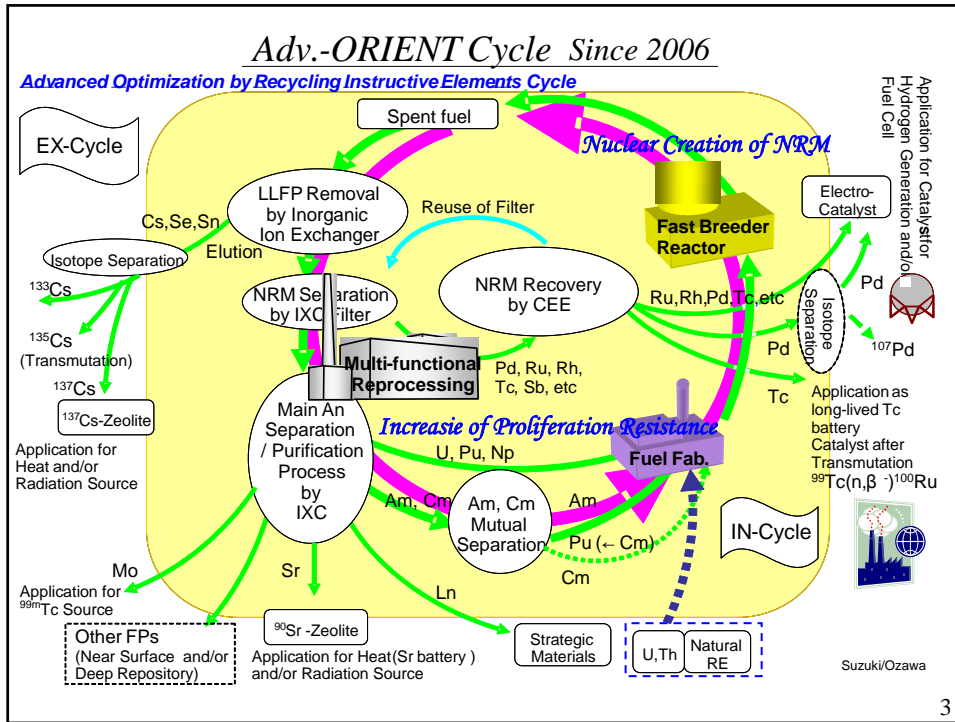 Adv.-ORIENT Cycle Since 2006
Advanced Optimization by Recycling Instructive Elements Cycle
EX-Cycle
Spent fuel
Nuclear Creation of NRM
Application for Catalystfor
Hydrogen Generation and/or
Fuel Cell
LLFP Removal
by Inorganic
Ion Exchanger
Reuse of Filter
Fast Breeder
Reactor
Electro-
Catalyst
Cs,Se,Sn
Elution
Isotope Separation
NRM Separation
by IXC Filter
NRM Recovery
by CEE
Ru,Rh,Pd,Tc,etc
Isotope
Separation
Pd
¹³³Cs
¹³⁵Cs
(Transmutation)
¹³⁷Cs
Multi-functional
Reprocessing
Pd, Ru, Rh,
Tc, Sb, etc
Pd
¹⁰⁷Pd
Tc
¹³⁷Cs-Zeolite
Application for
Heat and/or
Radiation Source
Main An
Separation
/ Purification
Process
by
IXC
Increasie of Proliferation Resistance
U, Pu, Np
Fuel Fab.
Application as
long-lived Tc
battery
Catalyst after
Transmutation
⁹⁹Tc(n,β⁻)¹⁰⁰Ru
Am, Cm
Am, Cm
Mutual
Separation
Am
Pu (← Cm)
Cm
IN-Cycle
Mo
Application for
⁹⁹ᵐTc Source
Sr
Ln
Other FPs
(Near Surface and/or
Deep Repository)
⁹⁰Sr -Zeolite
Application for Heat(Sr battery )
and/or Radiation Source
Strategic
Materials
U,Th
Natural
RE
Suzuki/Ozawa
3